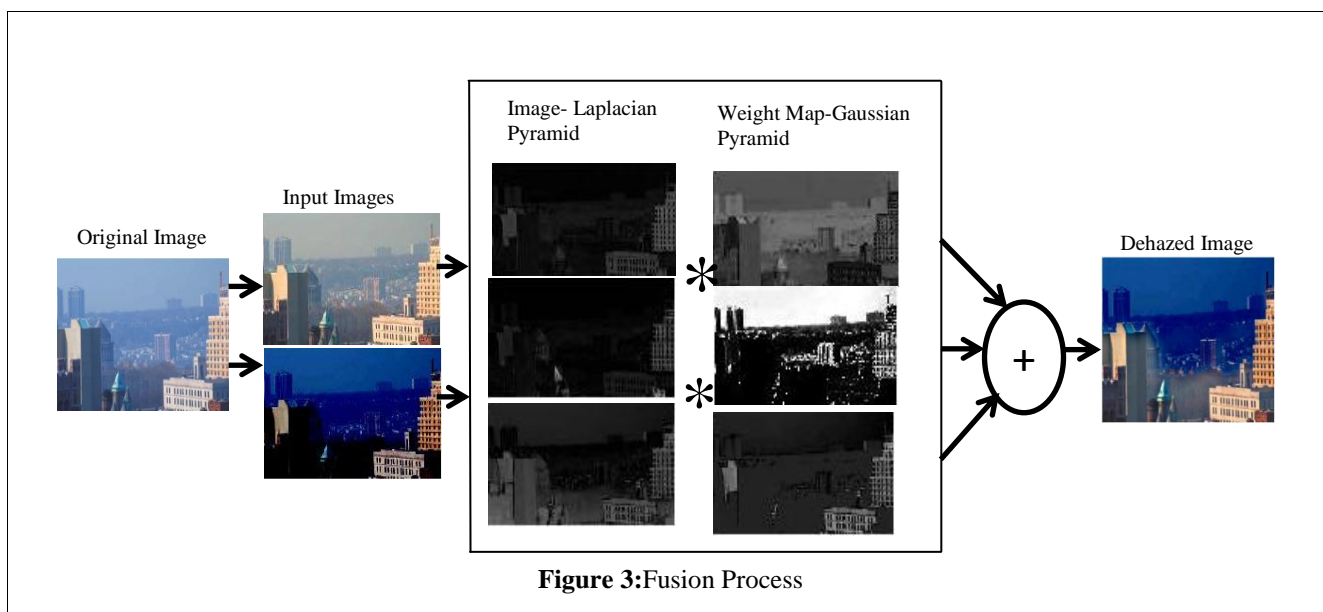 Original Image
Input Images
Image- Laplacian
Pyramid
Weight Map-Gaussian
Pyramid
*
*
+
Dehazed Image
Figure 3:Fusion Process